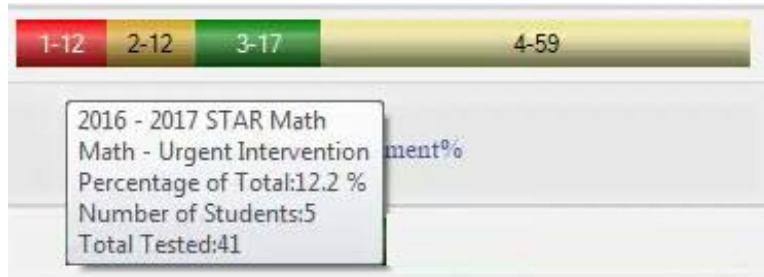 1-12 2-12 3-17 4-59
2016 - 2017 STAR Math
Math - Urgent Intervention ment%
Percentage of Total:12.2 %
Number of Students:5
Total Tested:41